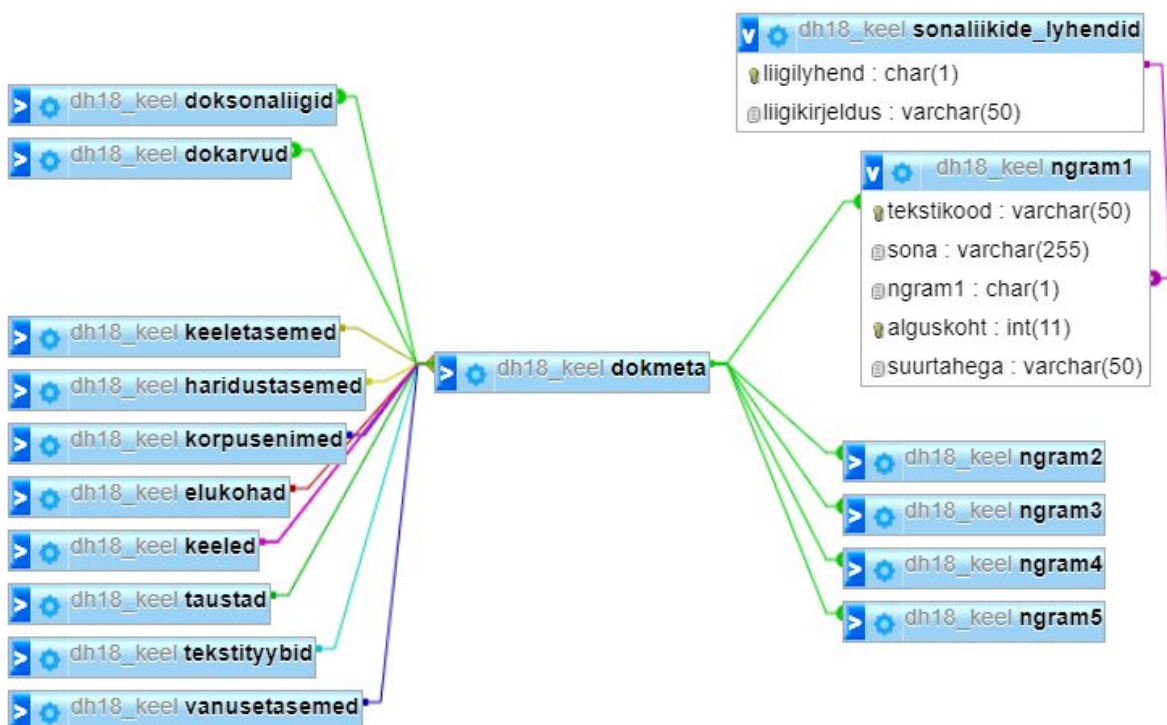 dh18_keel sonaliikide_lyhendid
liigilyhend : char(1)
liigikirjeldus : varchar(50)
dh18_keel doksonaliigid
dh18_keel dokarvud
dh18_keel ngram1
tekstikood : varchar(50)
sona : varchar(255)
ngram1 : char(1)
alguskoht : int(11)
suurtahega : varchar(50)
dh18_keel keeletasemed
dh18_keel haridustasemed
dh18_keel korpusenimed
dh18_keel elukohad
dh18_keel keeled
dh18_keel taustad
dh18_keel tekstityybid
dh18_keel vanusetasemed
dh18_keel dokmeta
dh18_keel ngram2
dh18_keel ngram3
dh18_keel ngram4
dh18_keel ngram5